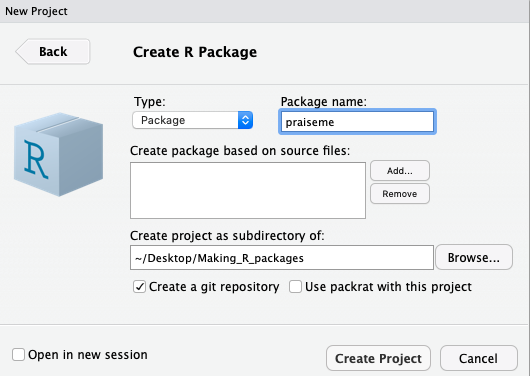 New Project
Back
Create R Package
Type:
Package name:
Package
praiseme
R
Create package based on source files:
Add...
Remove
Create project as subdirectory of:
~/Desktop/Making_R_packages
Browse...
Create a git repository
Use packrat with this project
Open in new session
Create Project
Cancel